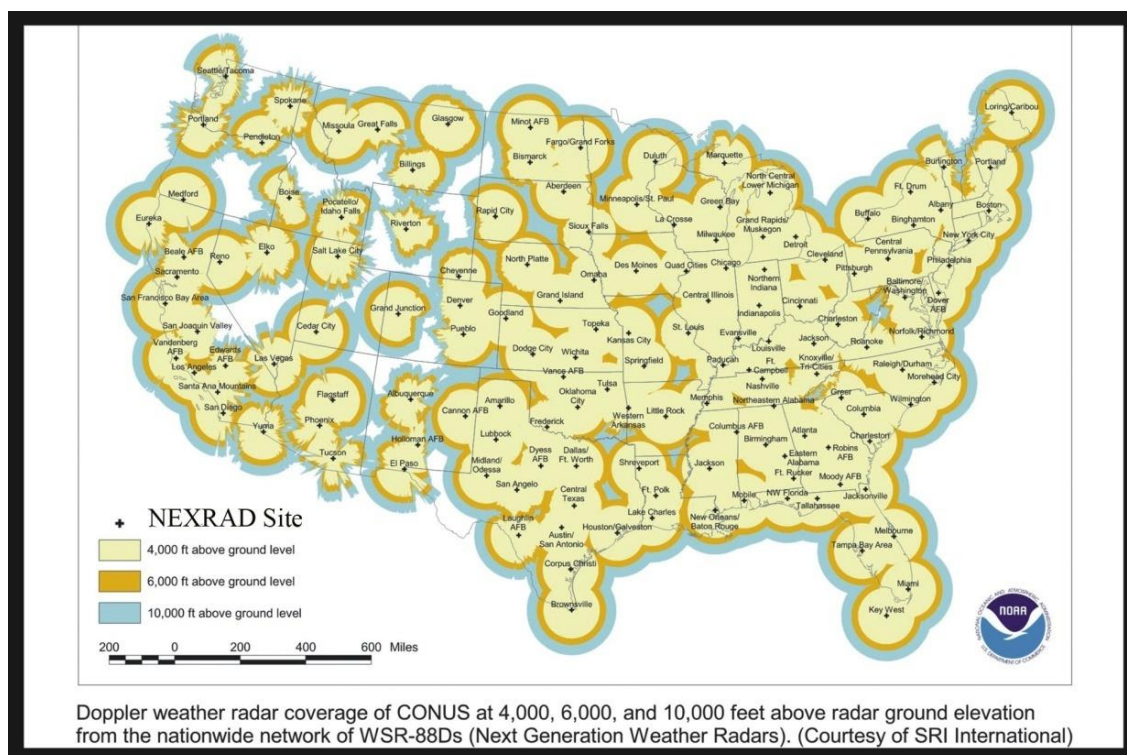 Seattle/Tacoma
Spokane
Portland
Pendleton
Missoula
Great Falls
Glasgow
Billings
Minot AFB
Fargo/Grand Forks
Bismarck
Aberdeen
Duluth
Marquette
Loring/Caribou
Burlington
Portland
Minneapolis/St. Paul
North Central
Lower Michigan
Green Bay
Ft. Drum
Albany
Boston
Medford
Eureka
Boise
Pocatello/
Idaho Falls
Riverton
Rapid City
Sioux Falls
La Crosse
Milwaukee
Grand Rapids/
Muskegon
Detroit
Buffalo
Binghamton
New York City
Beale AFB
Reno
Elko
Salt Lake City
Sacramento
Cheyenne
North Platte
Omaha
Des Moines
Quad Cities
Chicago
Cleveland
Central
Pennsylvania
Pittsburgh
Philadelphia
San Francisco Bay Area
Grand Junction
Denver
Grand Island
Central Illinois
Northern
Indiana
Cincinnati
Baltimore/
Washington
Dover
AFB
San Joaquin Valley
Cedar City
Pueblo
Goodland
Topeka
Kansas City
St. Louis
Indianapolis
Evansville
Louisville
Charleston
Norfolk/Richmond
Vandenberg
AFB
Edwards
AFB
Las Vegas
Los Angeles
Dodge City
Wichita
Springfield
Paducah
Ft.
Campbell
Jackson
Knoxville/
Tri-Cities
Roanoke
Raleigh/Durham
Morehead City
Santa Ana Mountains
San Diego
Yuma
Flagstaff
Phoenix
Tucson
Albuquerque
Holloman AFB
El Paso
Cannon AFB
Amarillo
Vance AFB
Tulsa
Oklahoma
City
Frederick
Western
Arkansas
Little Rock
Memphis
Nashville
Northeastern Alabama
Greer
Columbia
Wilmington
Lubbock
Midland/
Odessa
San Angelo
Dyess
AFB
Dallas/
Ft. Worth
Shreveport
Columbus AFB
Birmingham
Atlanta
Charleston
Robins
AFB
Eastern
Alabama
Ft. Rucker
Moody AFB
Jackson
Central
Texas
Ft. Polk
Lake Charles
Mobile
NW Florida
Tallahassee
Jacksonville
Laughlin
AFB
Austin/
San Antonio
Houston/Galveston
New Orleans/
Baton Rouge
Corpus Christi
Brownsville
Melbourne
Tampa Bay Area
Miami
Key West
NEXRAD Site
4,000 ft above ground level
6,000 ft above ground level
10,000 ft above ground level
200 0 200 400 600 Miles
NATIONAL OCEANIC AND ATMOSPHERIC ADMINISTRATION
NOAA
U.S. DEPARTMENT OF COMMERCE
Doppler weather radar coverage of CONUS at 4,000, 6,000, and 10,000 feet above radar ground elevation
from the nationwide network of WSR-88Ds (Next Generation Weather Radars). (Courtesy of SRI International)